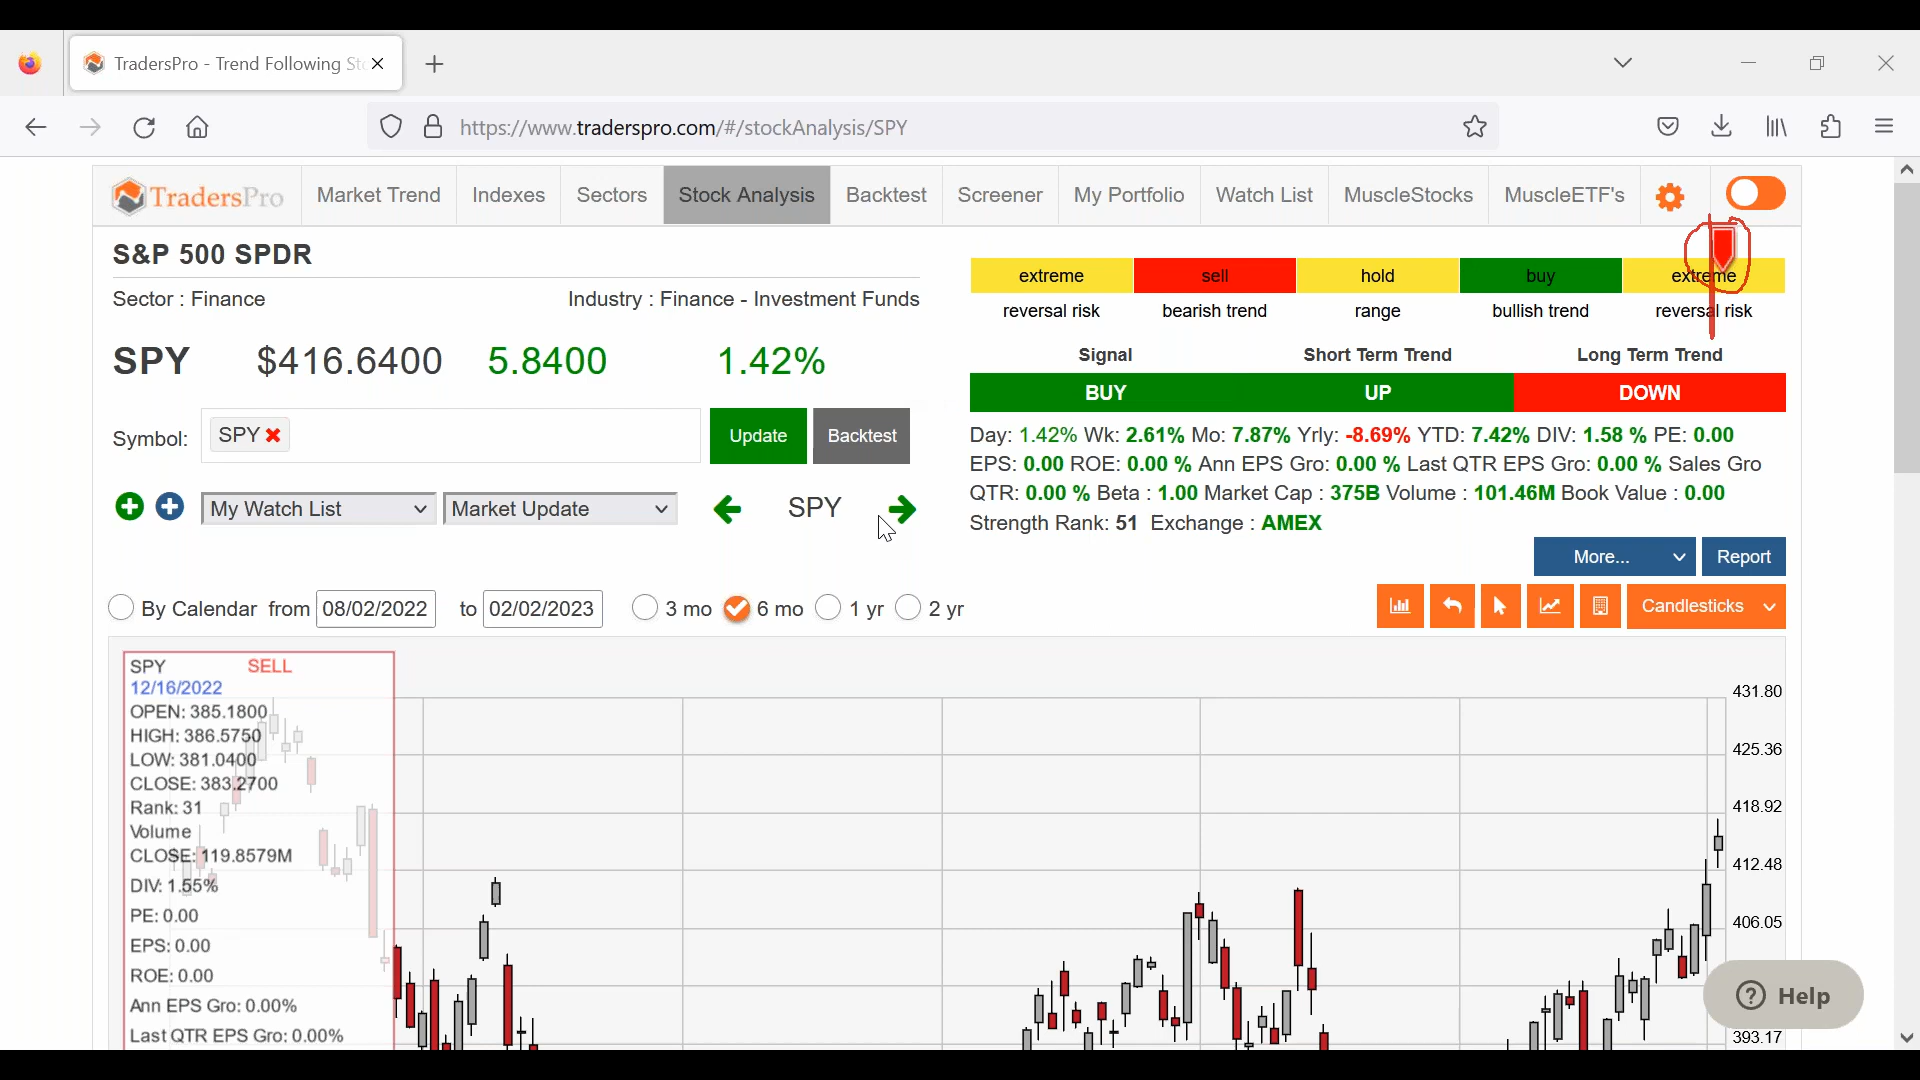 TradersPro - Trend Following St
https://www.traderspro.com/#/stockAnalysis/SPY
TradersPro
Market Trend
Indexes
Sectors
Stock Analysis
Backtest
Screener
My Portfolio
Watch List
MuscleStocks
MuscleETF's
S&P 500 SPDR
Sector : Finance
Industry : Finance - Investment Funds
SPY $416.6400 5.8400 1.42%
Symbol: SPY
Update
Backtest
My Watch List
Market Update
SPY
extreme sell hold buy extreme
reversal risk bearish trend range bullish trend reversal risk
Signal Short Term Trend Long Term Trend
BUY UP DOWN
Day: 1.42% Wk: 2.61% Mo: 7.87% Yrly: -8.69% YTD: 7.42% DIV: 1.58 % PE: 0.00
EPS: 0.00 ROE: 0.00 % Ann EPS Gro: 0.00 % Last QTR EPS Gro: 0.00 % Sales Gro
QTR: 0.00 % Beta : 1.00 Market Cap : 375B Volume : 101.46M Book Value : 0.00
Strength Rank: 51 Exchange : AMEX
More...
Report
By Calendar from 08/02/2022 to 02/02/2023 3 mo 6 mo 1 yr 2 yr
Candlesticks
SPY SELL
12/16/2022
OPEN: 385.1800
HIGH: 386.5750
LOW: 381.0400
CLOSE: 383.2700
Rank: 31
Volume
CLOSE: 119.8579M
DIV: 1.55%
PE: 0.00
EPS: 0.00
ROE: 0.00
Ann EPS Gro: 0.00%
Last QTR EPS Gro: 0.00%
431.80
425.36
418.92
412.48
406.05
393.17
Help